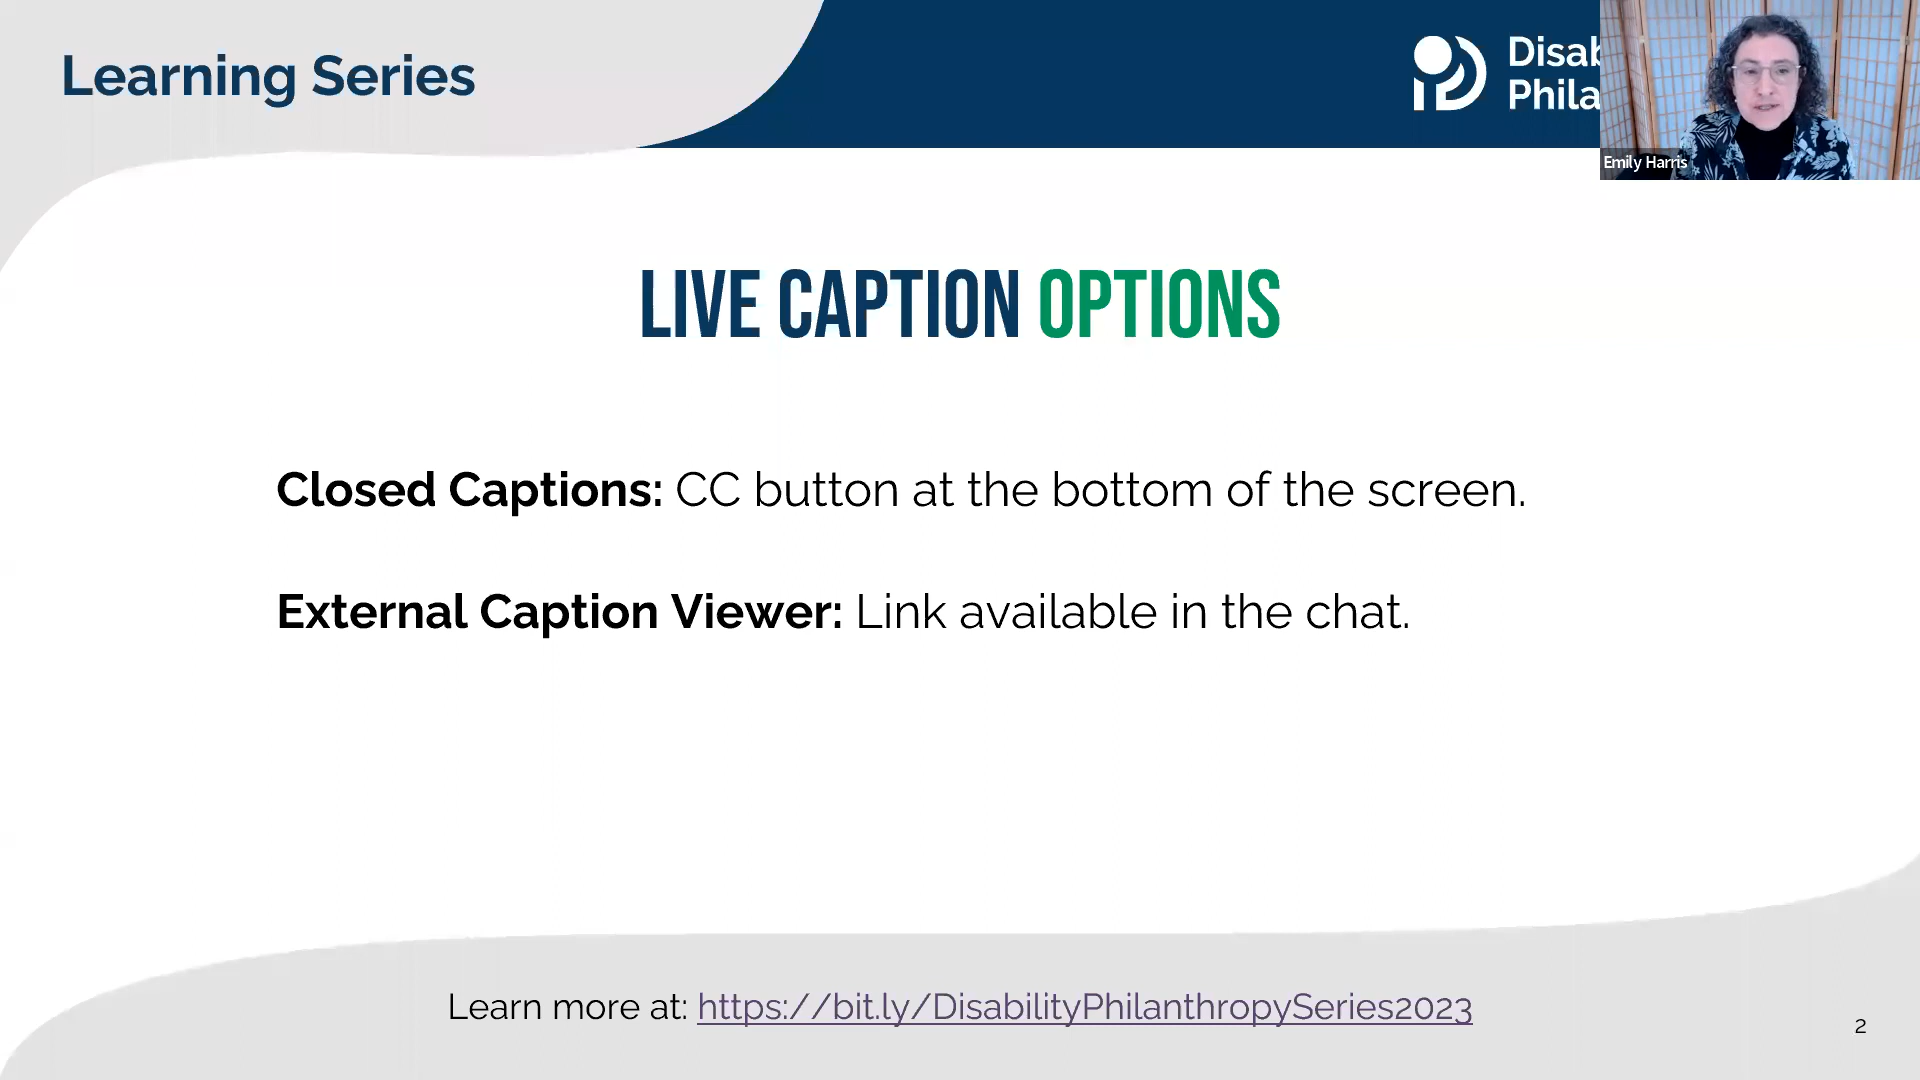 Learning Series
Disab
Phila
Emily Harris
LIVE CAPTION OPTIONS
Closed Captions: CC button at the bottom of the screen.
External Caption Viewer: Link available in the chat.
Learn more at: https://bit.ly/DisabilityPhilanthropySeries2023
2